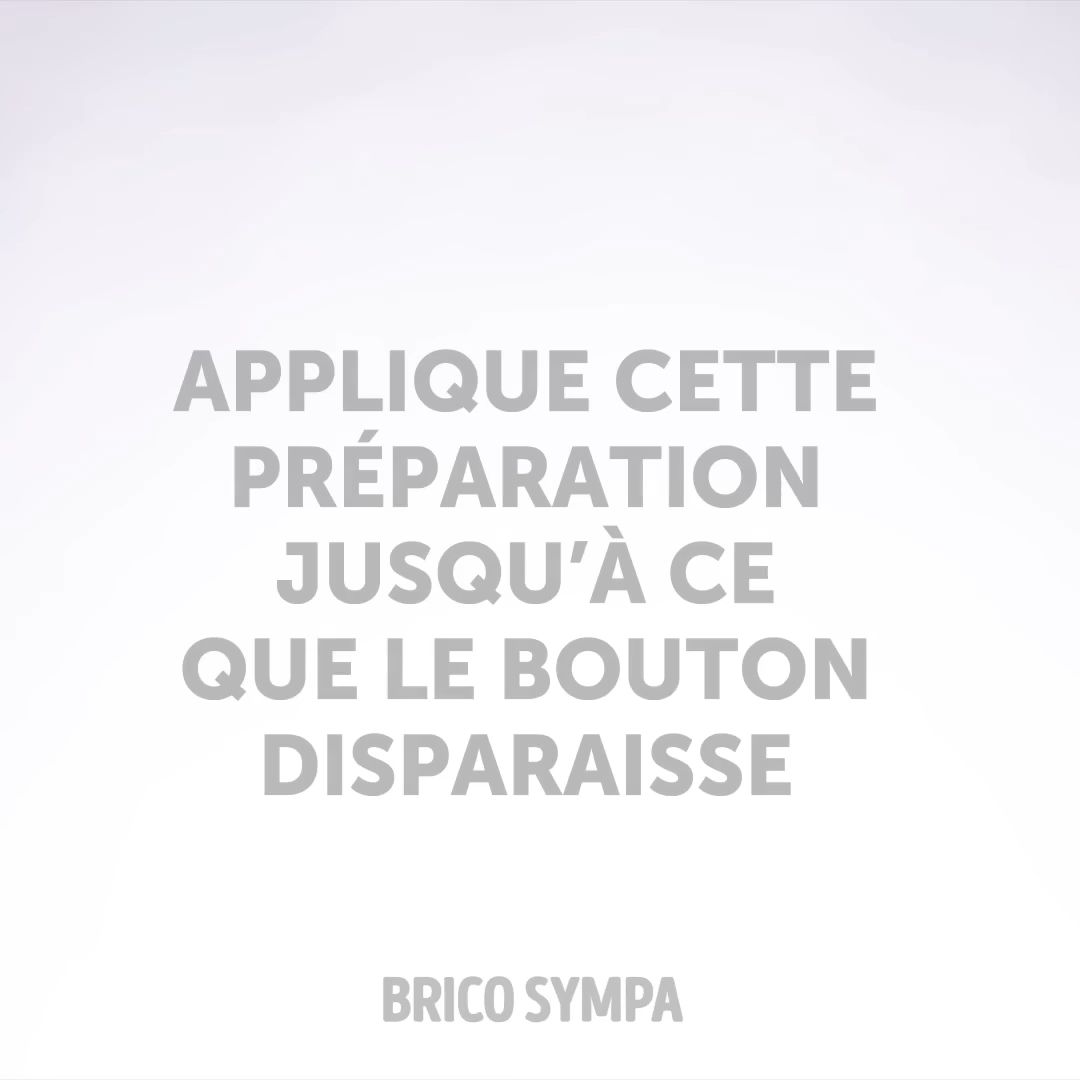 APPLIQUE CETTE
PRÉPARATION
JUSQU’À CE
QUE LE BOUTON
DISPARAISSE
BRICO SYMPA